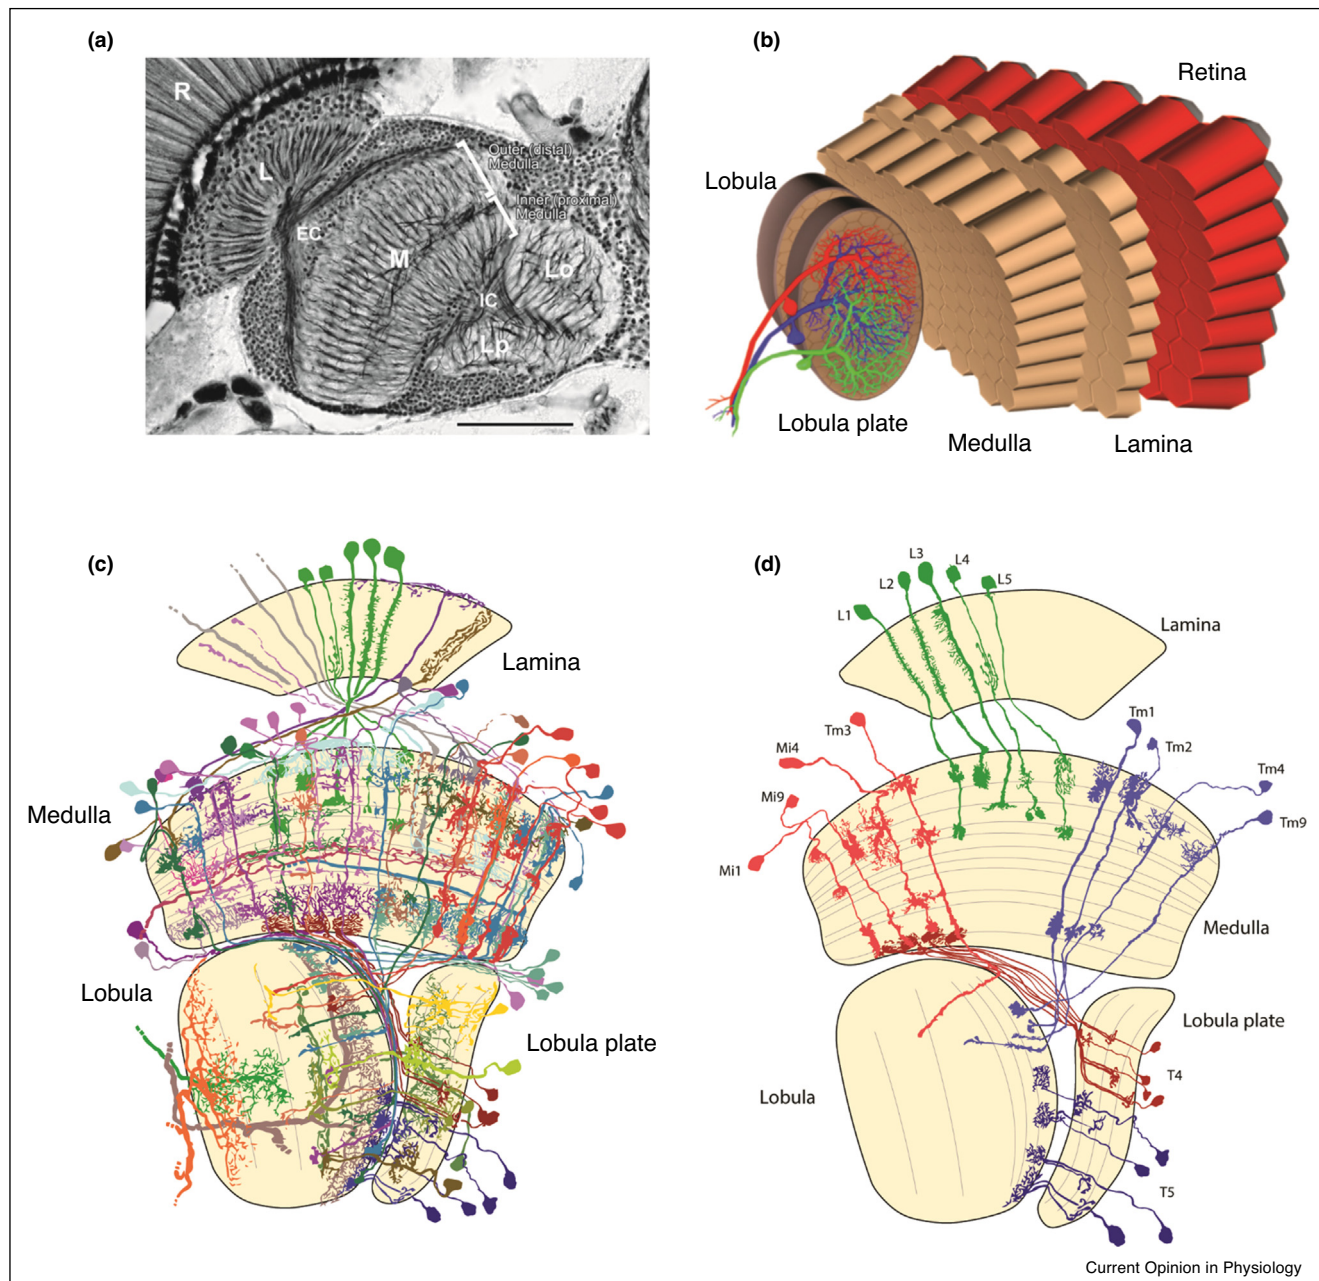 (a)
R
L
EC
M
IC
Lo
Lp
Outer (distal)
Medulla
Inner (proximal)
Medulla
(b)
Retina
Lobula
Lobula plate
Medulla
Lamina
(c)
Lamina
Medulla
Lobula
Lobula plate
(d)
L1
L2
L3
L4
L5
Lamina
Tm3
Mi4
Mi9
Mi1
Tm1
Tm2
Tm4
Tm9
Medulla
Lobula plate
T4
Lobula
T5
Current Opinion in Physiology